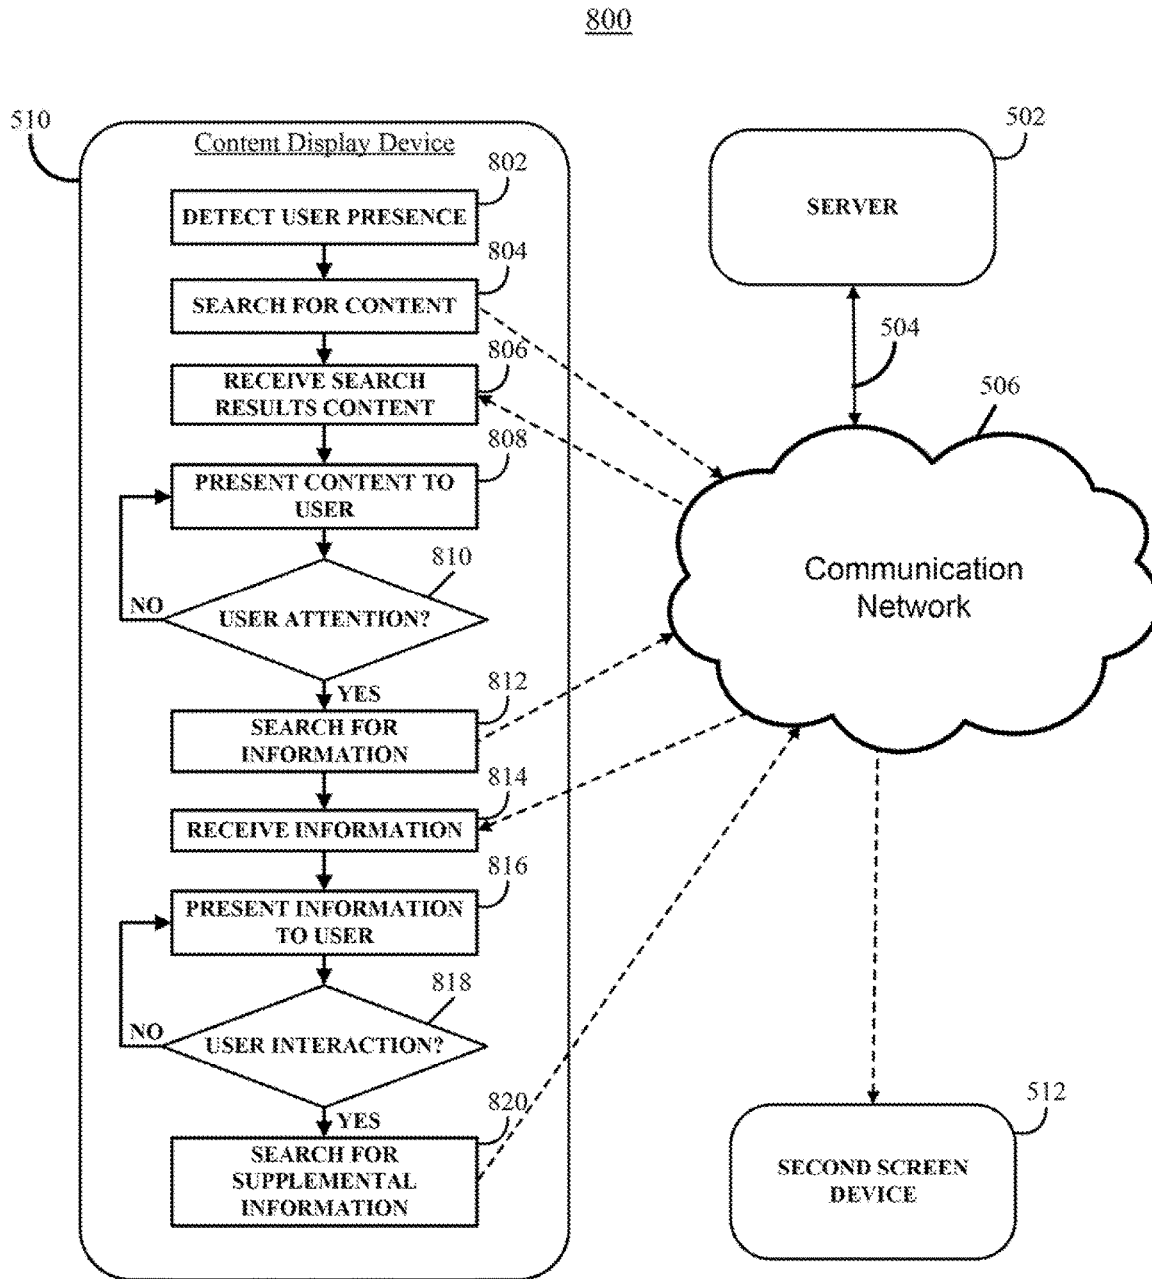 800
510
Content Display Device
802
DETECT USER PRESENCE
804
SEARCH FOR CONTENT
806
RECEIVE SEARCH
RESULTS CONTENT
808
PRESENT CONTENT TO
USER
810
USER ATTENTION?
NO
YES
812
SEARCH FOR
INFORMATION
814
RECEIVE INFORMATION
816
PRESENT INFORMATION
TO USER
818
USER INTERACTION?
NO
YES
820
SEARCH FOR
SUPPLEMENTAL
INFORMATION
502
SERVER
504
506
Communication
Network
512
SECOND SCREEN
DEVICE